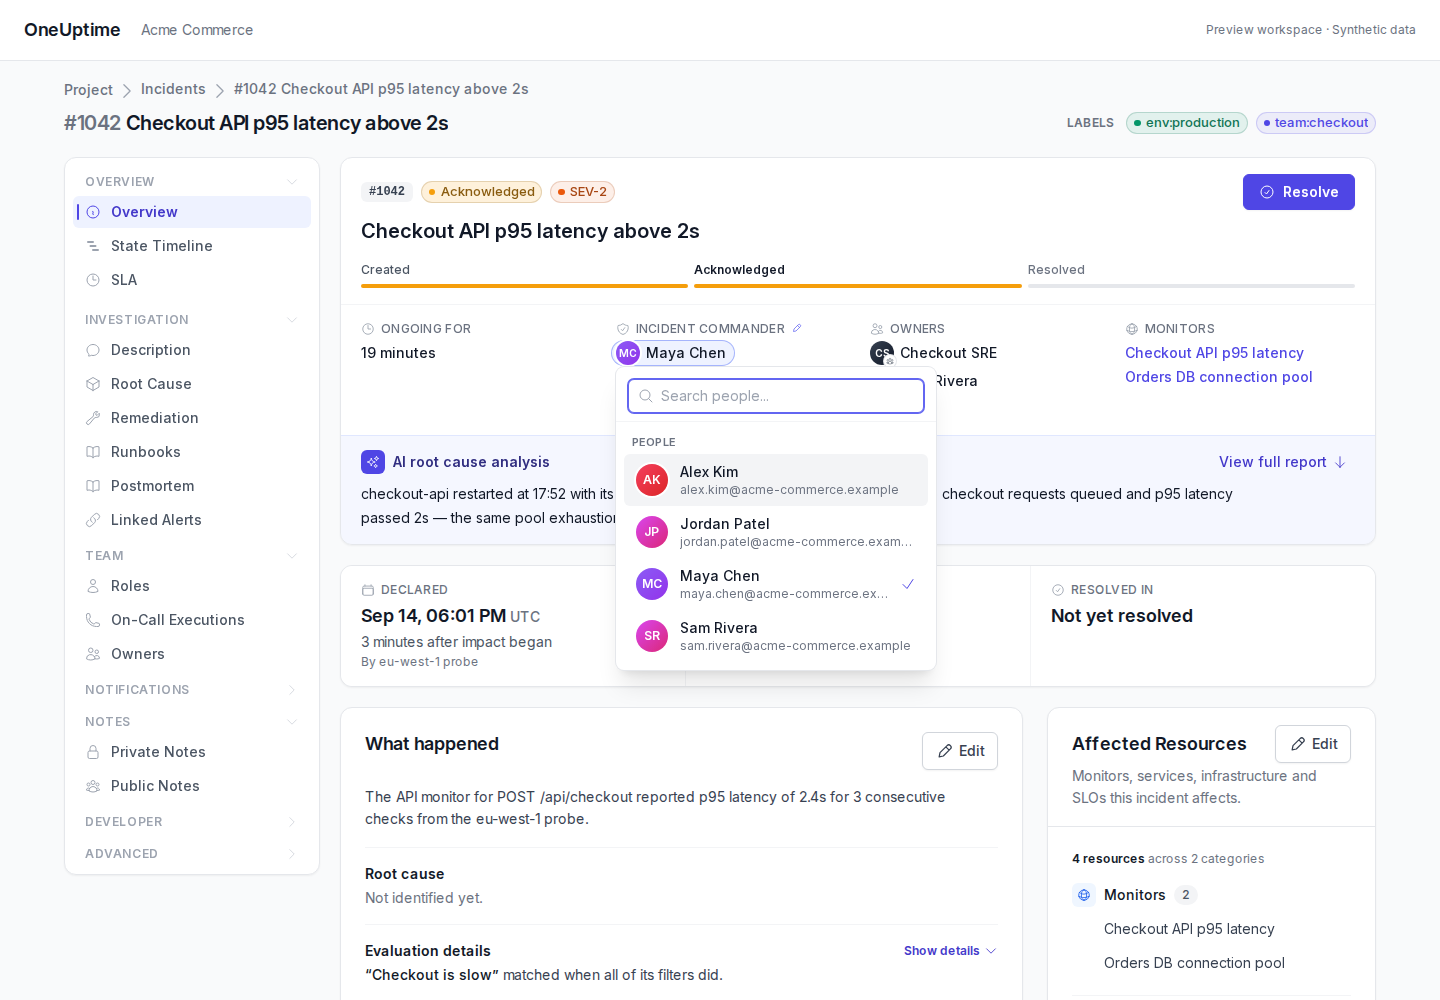 OneUptime
Acme Commerce
Preview workspace · Synthetic data
Project
Incidents
#1042 Checkout API p95 latency above 2s
#1042 Checkout API p95 latency above 2s
LABELS
env:production
team:checkout
OVERVIEW
Overview
State Timeline
SLA
INVESTIGATION
Description
Root Cause
Remediation
Runbooks
Postmortem
Linked Alerts
TEAM
Roles
On-Call Executions
Owners
NOTIFICATIONS
NOTES
Private Notes
Public Notes
DEVELOPER
ADVANCED
#1042
Acknowledged
SEV-2
Resolve
Checkout API p95 latency above 2s
Created
Acknowledged
Resolved
ONGOING FOR
19 minutes
INCIDENT COMMANDER
MC
Maya Chen
OWNERS
CS
Checkout SRE
Rivera
MONITORS
Checkout API p95 latency
Orders DB connection pool
Search people...
PEOPLE
AK
Alex Kim
alex.kim@acme-commerce.example
JP
Jordan Patel
jordan.patel@acme-commerce.exam...
MC
Maya Chen
maya.chen@acme-commerce.ex...
SR
Sam Rivera
sam.rivera@acme-commerce.example
AI root cause analysis
View full report
checkout-api restarted at 17:52 with its
checkout requests queued and p95 latency
passed 2s — the same pool exhaustion
DECLARED
Sep 14, 06:01 PM UTC
3 minutes after impact began
By eu-west-1 probe
RESOLVED IN
Not yet resolved
What happened
Edit
The API monitor for POST /api/checkout reported p95 latency of 2.4s for 3 consecutive
checks from the eu-west-1 probe.
Root cause
Not identified yet.
Evaluation details
Show details
“Checkout is slow” matched when all of its filters did.
Affected Resources
Edit
Monitors, services, infrastructure and
SLOs this incident affects.
4 resources across 2 categories
Monitors
2
Checkout API p95 latency
Orders DB connection pool